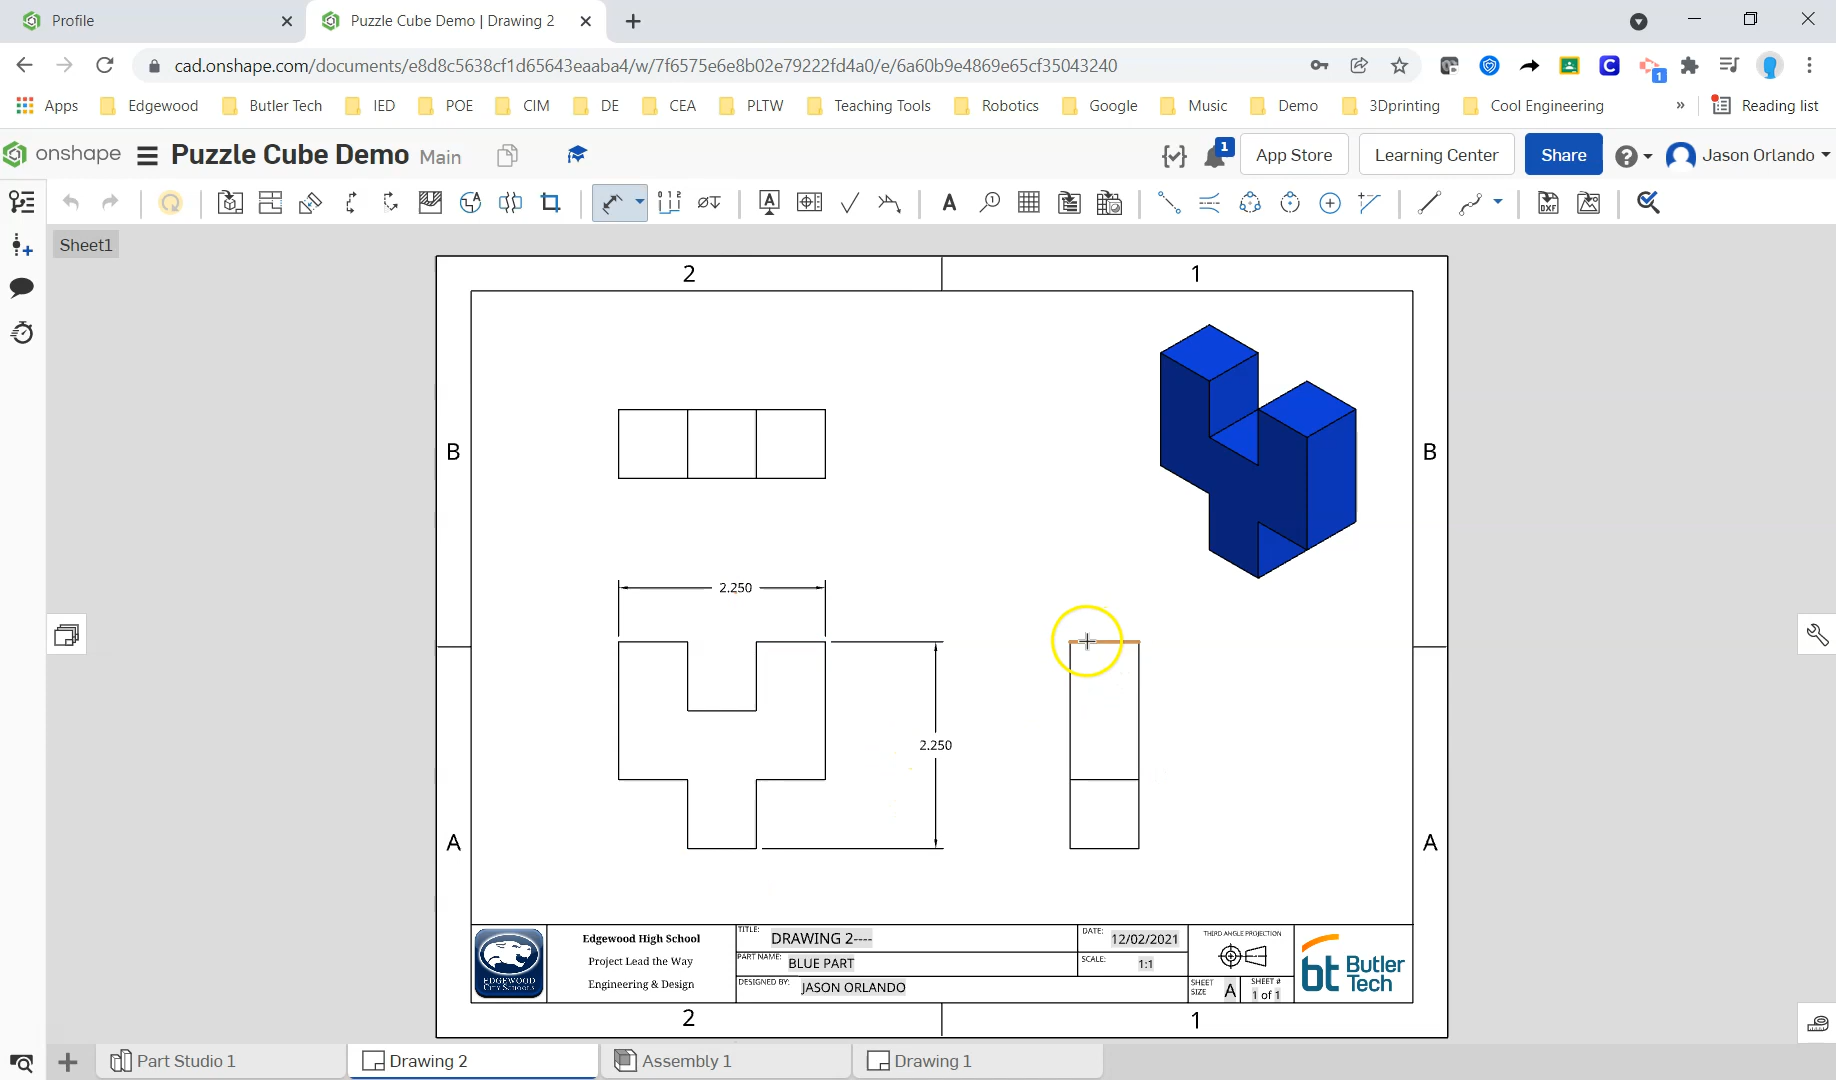 Profile
Puzzle Cube Demo | Drawing 2
cad.onshape.com/documents/e8d8c5638cf1d65643eaaba4/w/7f6575e6e8b02e79222fd4a0/e/6a60b9e4869e65cf35043240
Apps Edgewood Butler Tech IED POE CIM DE CEA PLTW Teaching Tools Robotics Google Music Demo 3Dprinting Cool Engineering » Reading list
onshape Puzzle Cube Demo Main 1 App Store Learning Center Share Jason Orlando
Sheet1
2 1
B B
2.250
2.250
A A
Edgewood High School
Project Lead the Way
Engineering & Design
EDGEWOOD
CITY SCHOOLS
TITLE: DRAWING 2----
PART NAME: BLUE PART
DESIGNED BY: JASON ORLANDO
DATE: 12/02/2021
SCALE: 1:1
THIRD ANGLE PROJECTION
SHEET SIZE A
SHEET # 1 of 1
bt Butler Tech
2 1
Part Studio 1 Drawing 2 Assembly 1 Drawing 1